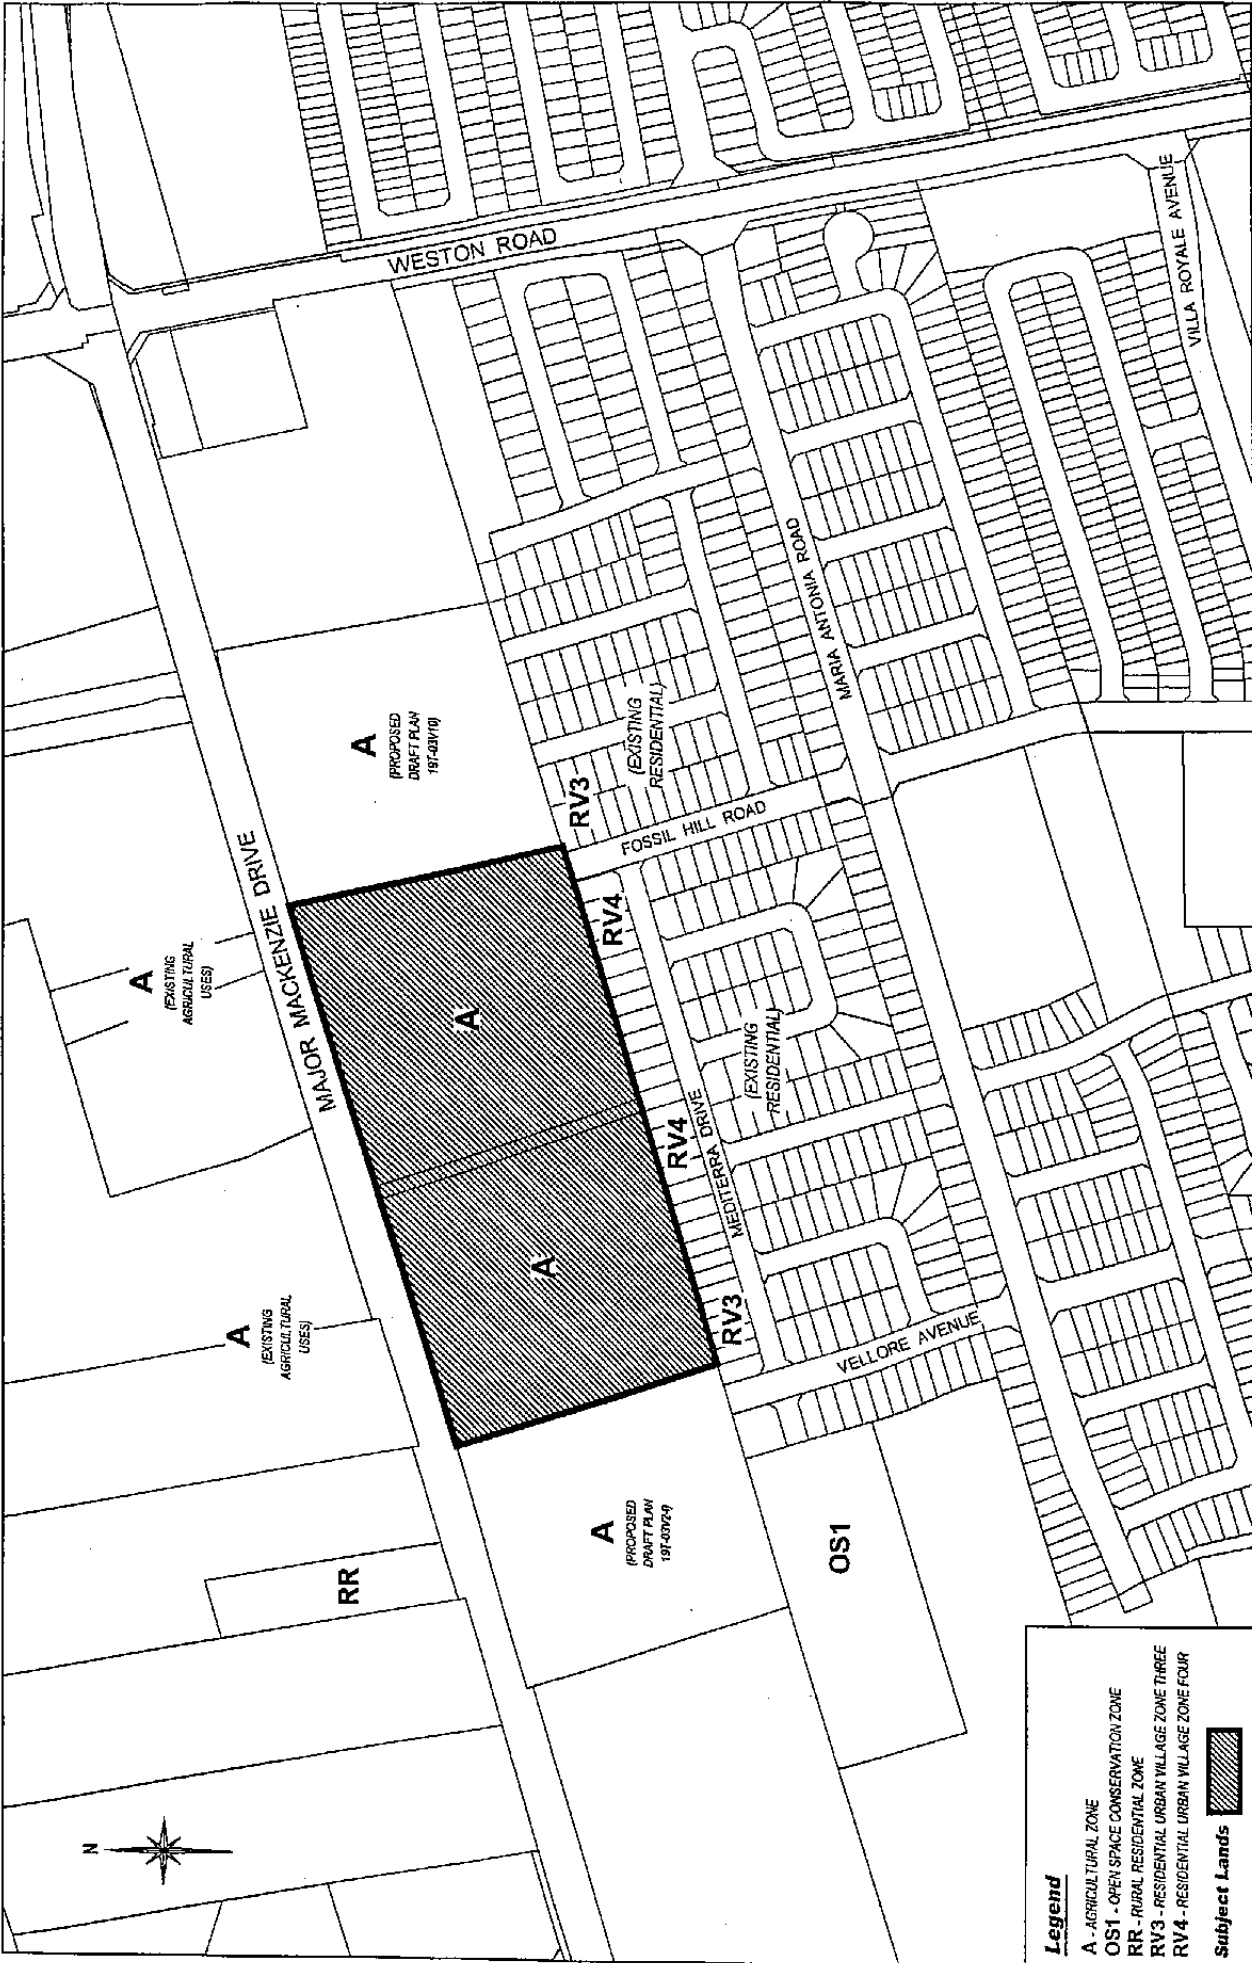 N
RR
A
(EXISTING
AGRICULTURAL
USES)
A
(EXISTING
AGRICULTURAL
USES)
MAJOR MACKENZIE DRIVE
WESTON ROAD
A
(PROPOSED
DRAFT PLAN
19T-03V10)
A
A
A
(PROPOSED
DRAFT PLAN
19T-03V24)
RV3
RV4
RV4
RV3
(EXISTING
RESIDENTIAL)
FOSSIL HILL ROAD
MARIA ANTONIA ROAD
MEDITERRA DRIVE
(EXISTING
RESIDENTIAL)
VELLORE AVENUE
OS1
VILLA ROYALE AVENUE
Legend
A - AGRICULTURAL ZONE
OS1 - OPEN SPACE CONSERVATION ZONE
RR - RURAL RESIDENTIAL ZONE
RV3 - RESIDENTIAL URBAN VILLAGE ZONE THREE
RV4 - RESIDENTIAL URBAN VILLAGE ZONE FOUR
Subject Lands